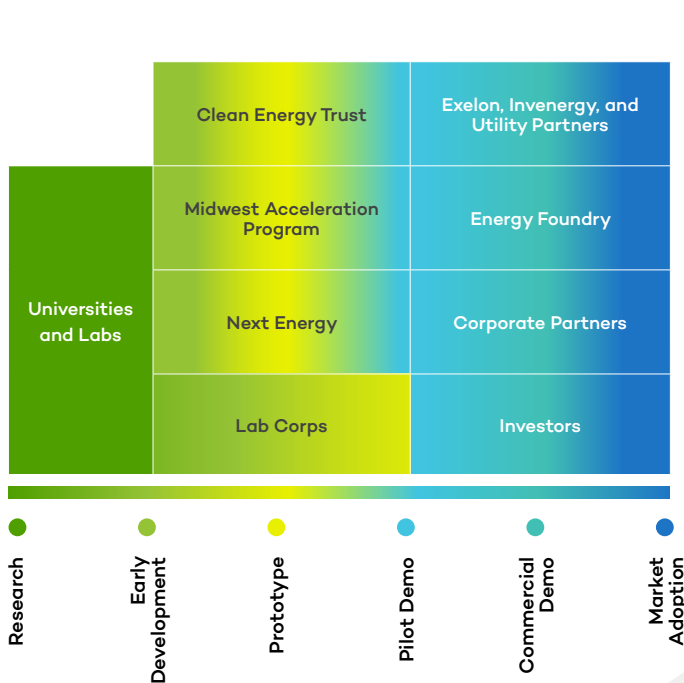 Clean Energy Trust
Exelon, Invenergy, and
Utility Partners
Midwest Acceleration
Program
Energy Foundry
Universities
and Labs
Next Energy
Corporate Partners
Lab Corps
Investors
Research
Early
Development
Prototype
Pilot Demo
Commercial
Demo
Market
Adoption